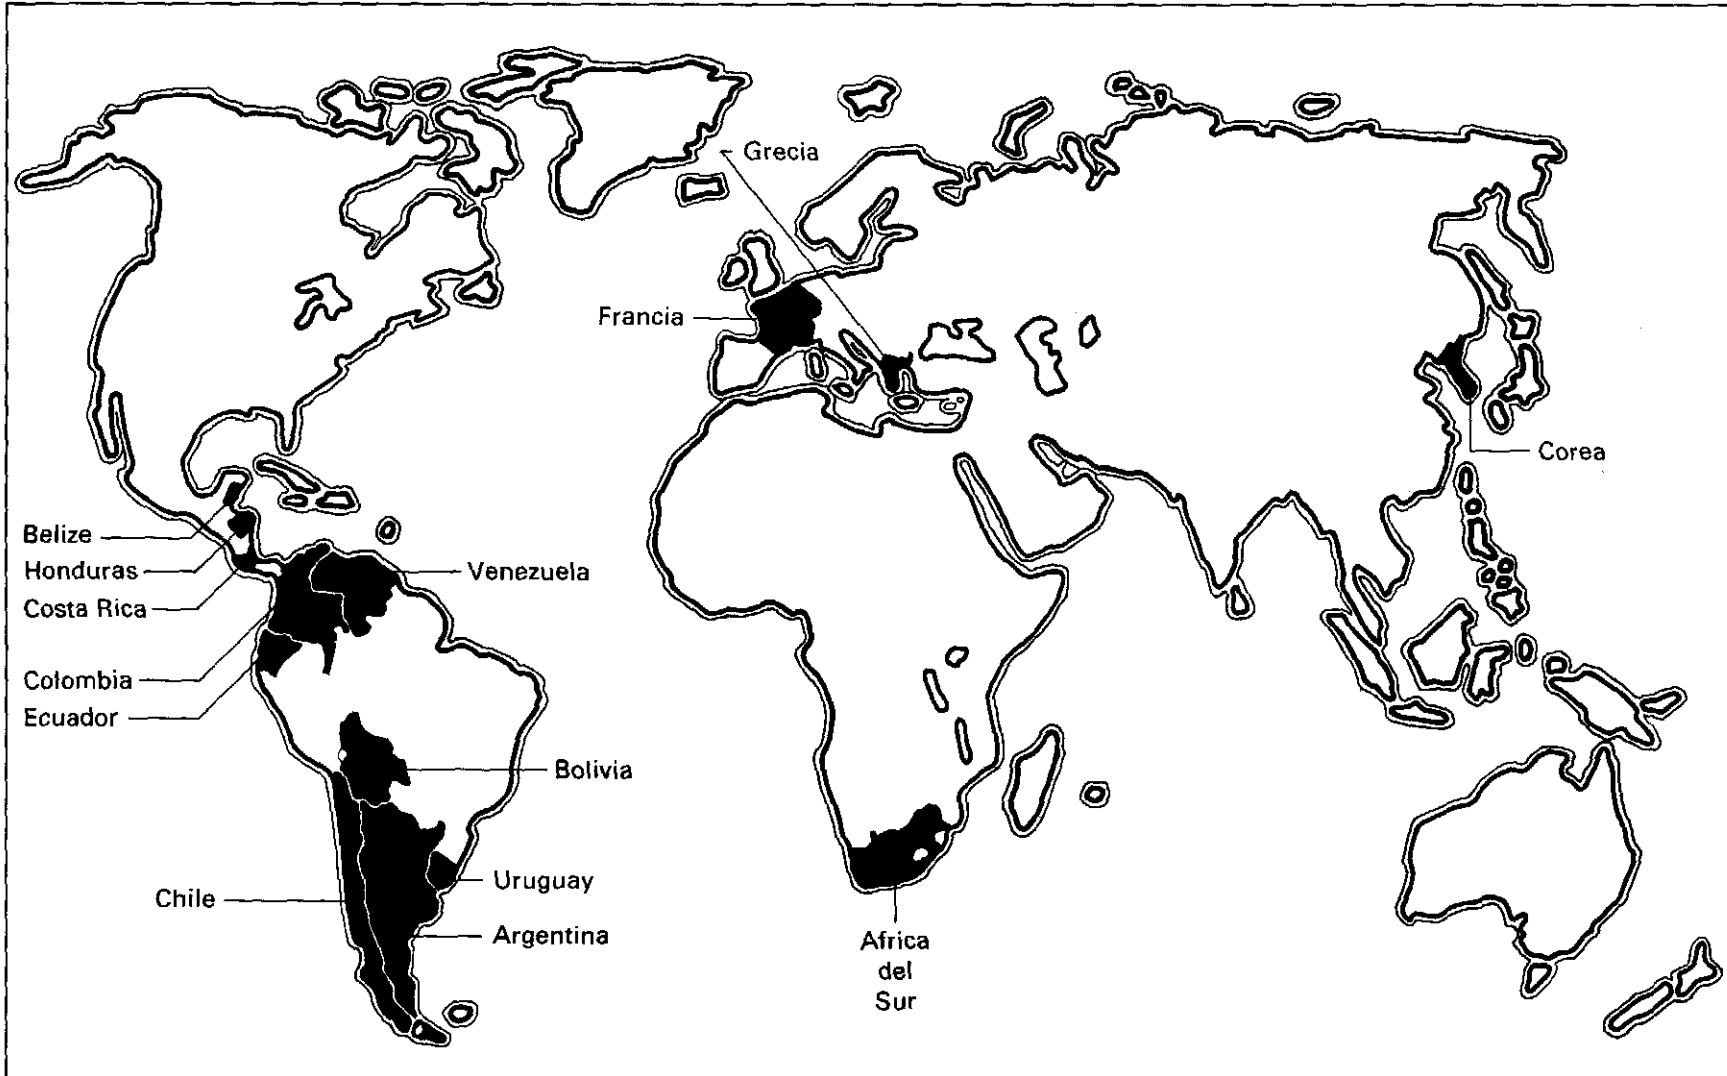 Grecia
Francia
Corea
Belize
Honduras
Costa Rica
Venezuela
Colombia
Ecuador
Bolivia
Uruguay
Chile
Argentina
Africa
del
Sur